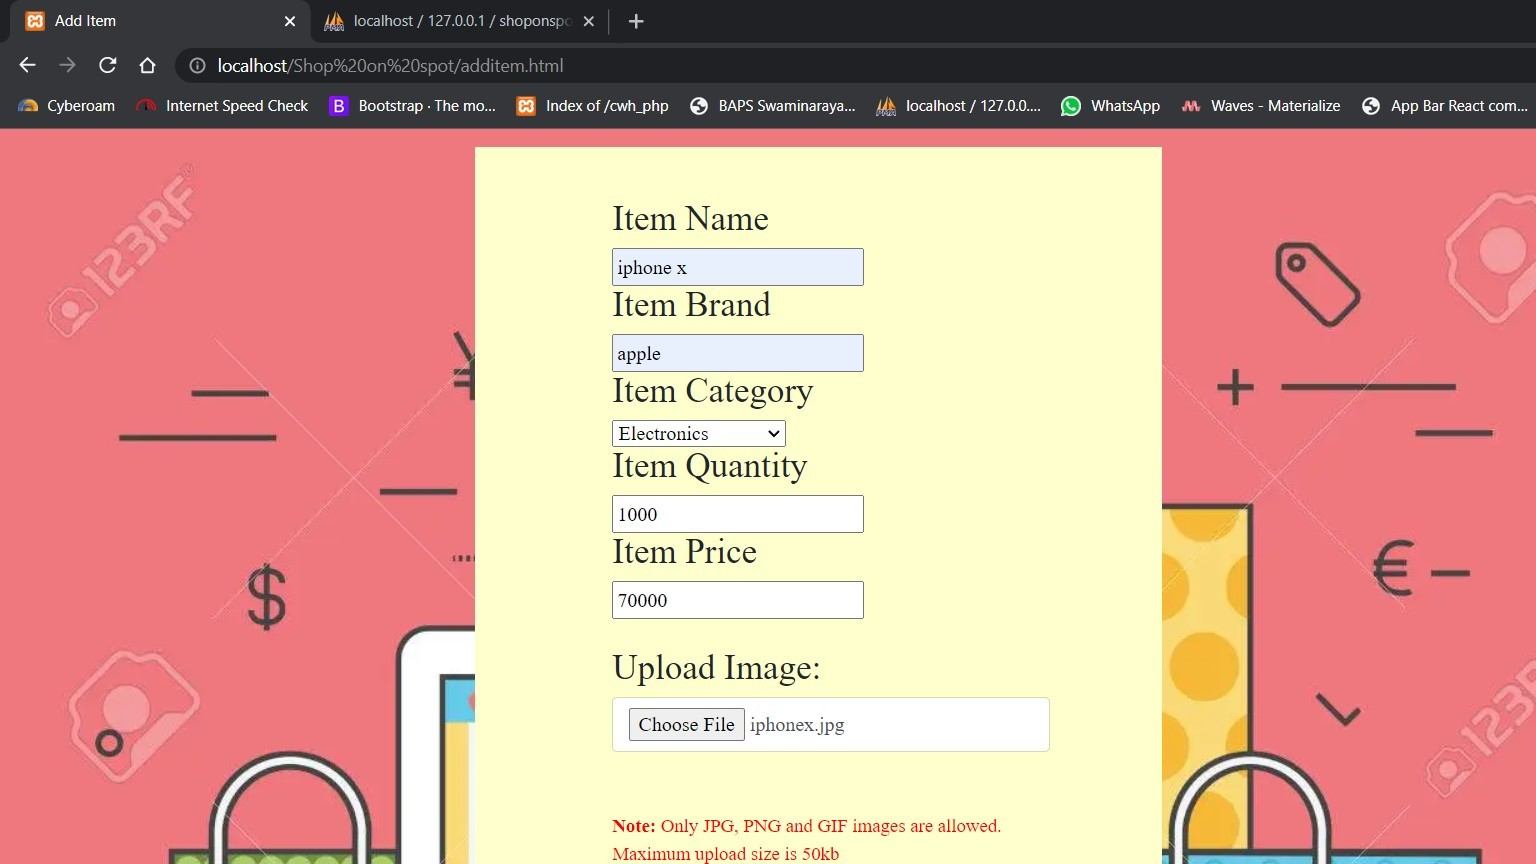 Add Item
localhost / 127.0.0.1 / shoponspo
localhost/Shop%20on%20spot/additem.html
Cyberoam
Internet Speed Check
B
Bootstrap · The mo...
Index of /cwh_php
BAPS Swaminaraya...
localhost / 127.0.0....
WhatsApp
Waves - Materialize
App Bar React com...
Item Name
iphone x
Item Brand
apple
Item Category
Electronics
Item Quantity
1000
Item Price
70000
Upload Image:
Choose File iphonex.jpg
Note: Only JPG, PNG and GIF images are allowed.
Maximum upload size is 50kb
123RF
¥
$
€
123RF